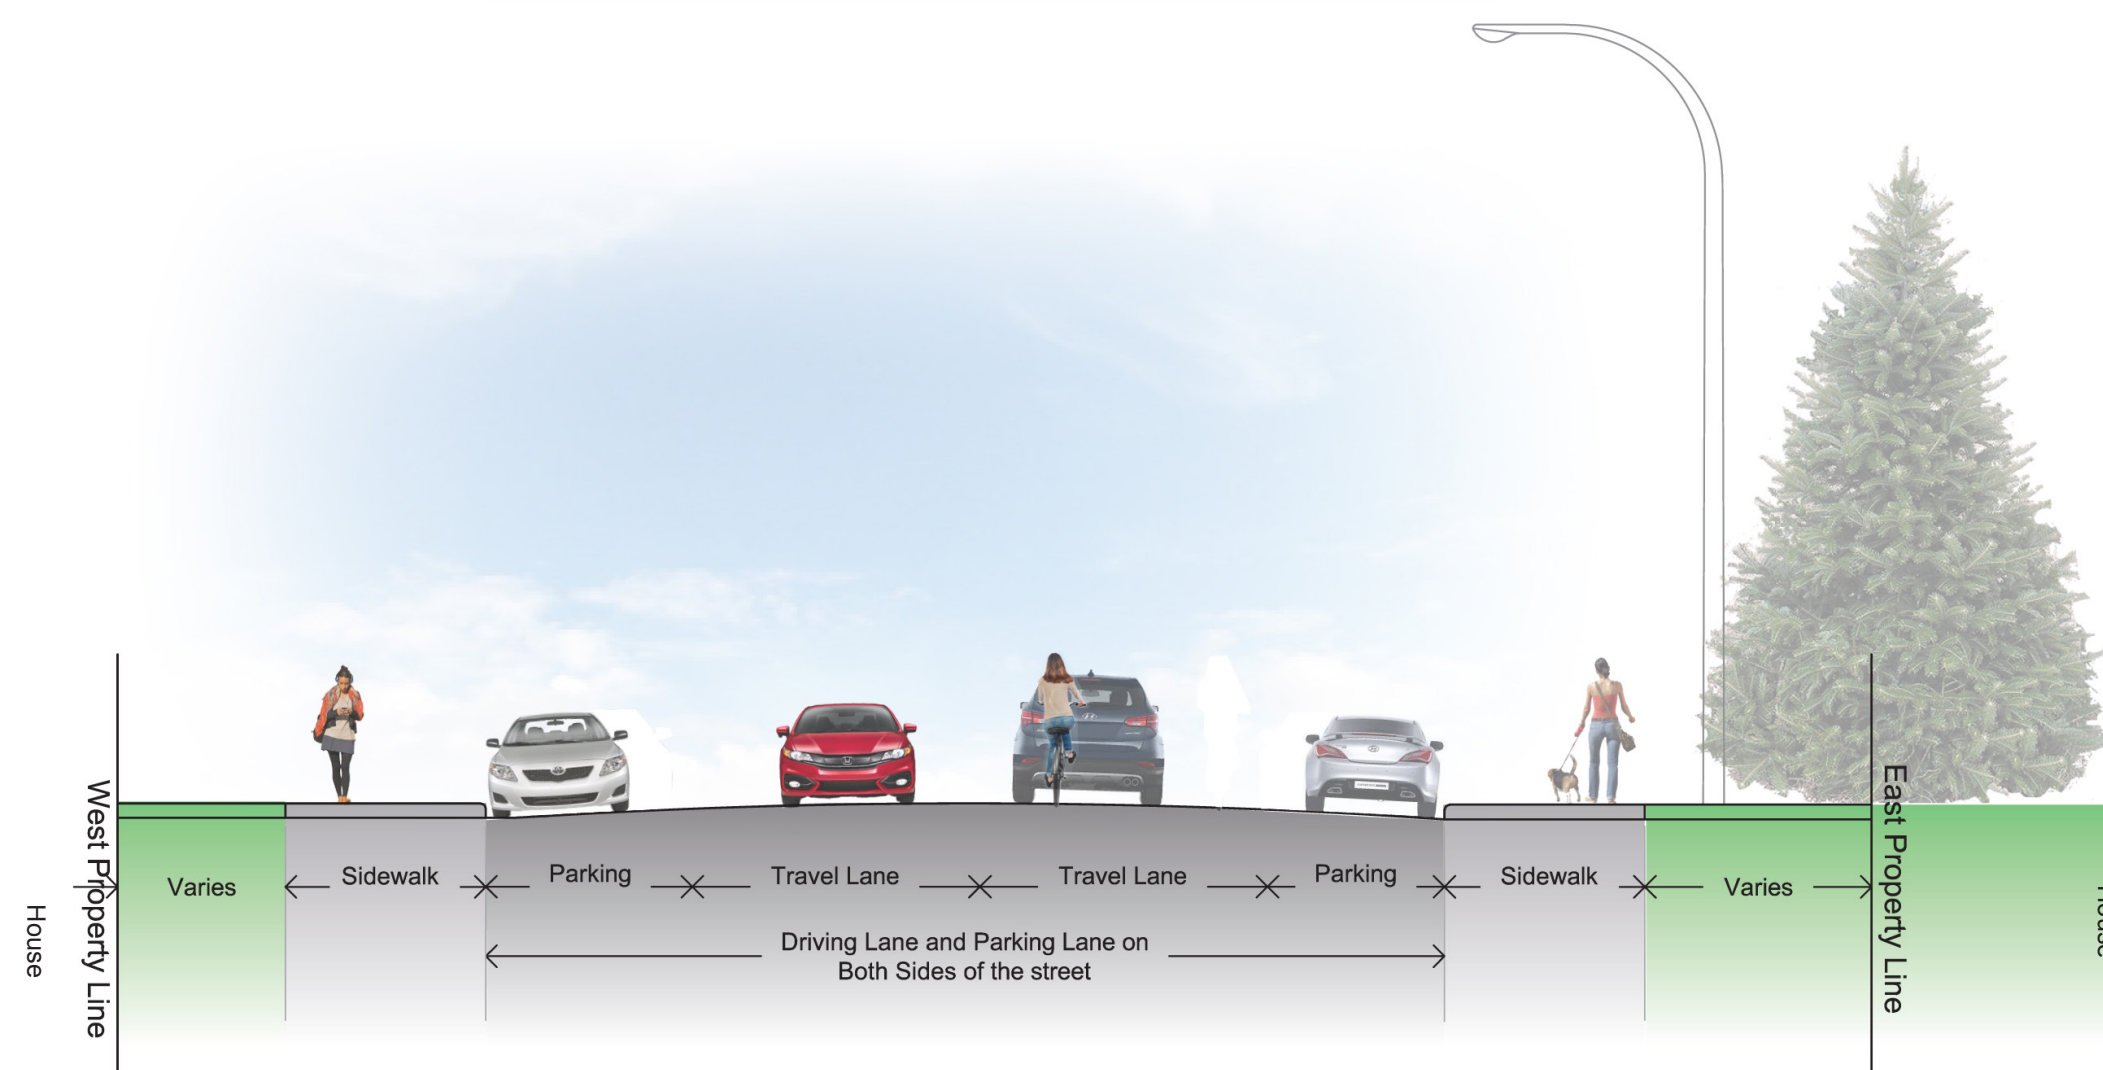 House
West Property Line
Varies
Sidewalk
Parking
Travel Lane
Travel Lane
Parking
Sidewalk
Varies
East Property Line
Driving Lane and Parking Lane on
Both Sides of the street